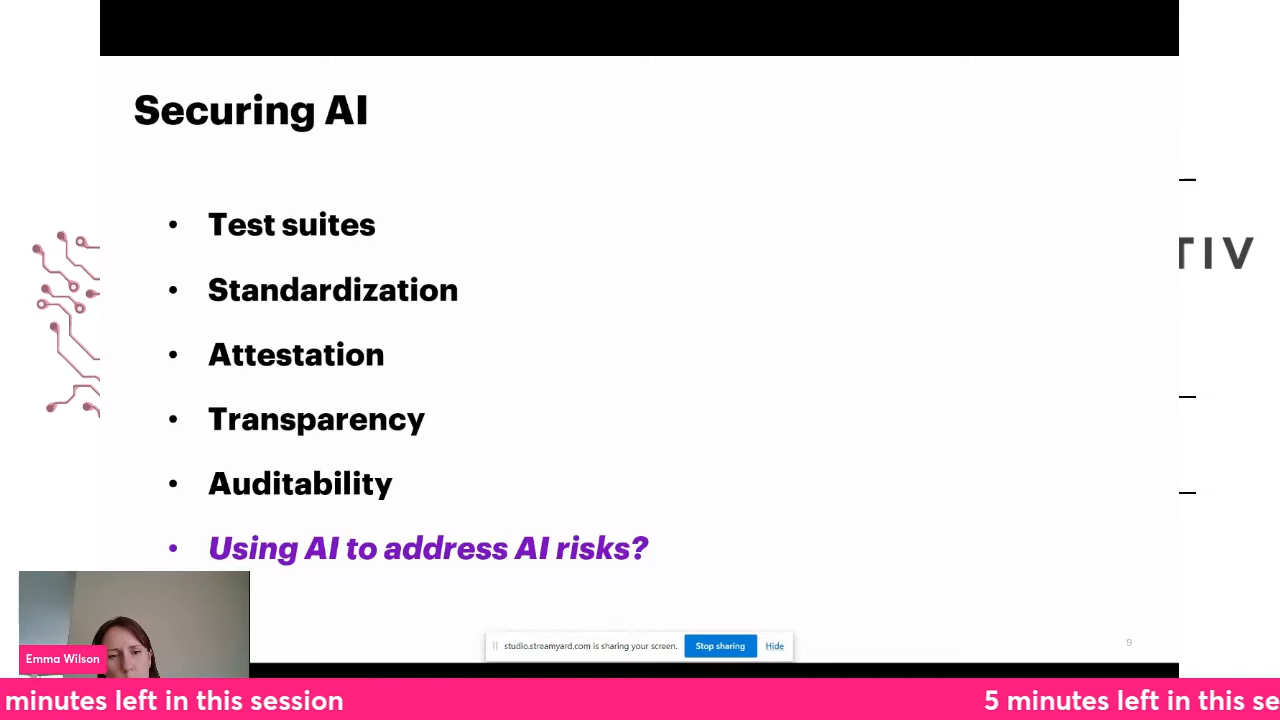 Securing AI
TIV
• Test suites
• Standardization
• Attestation
• Transparency
• Auditability
• Using AI to address AI risks?
studio.streamyard.com is sharing your screen. Stop sharing Hide
9
Emma Wilson
minutes left in this session 5 minutes left in this se